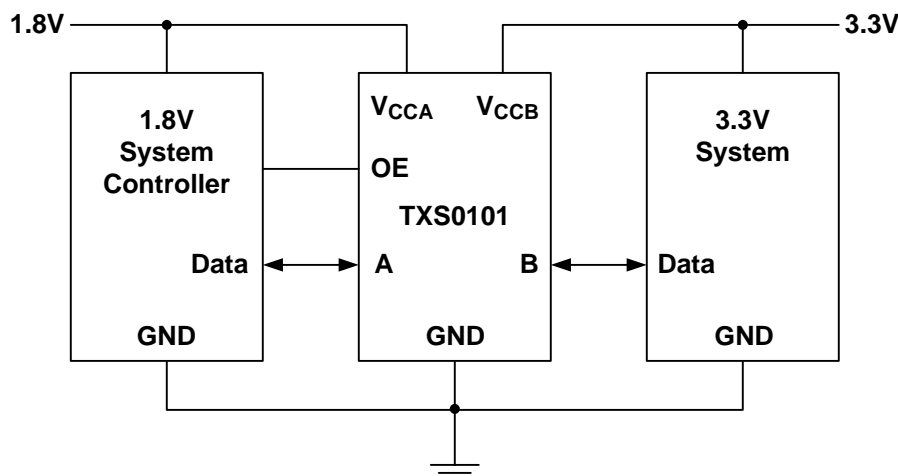 1.8V
3.3V
1.8V
System
Controller
Data
GND
VCCA
VCCB
OE
TXS0101
A
B
GND
3.3V
System
Data
GND